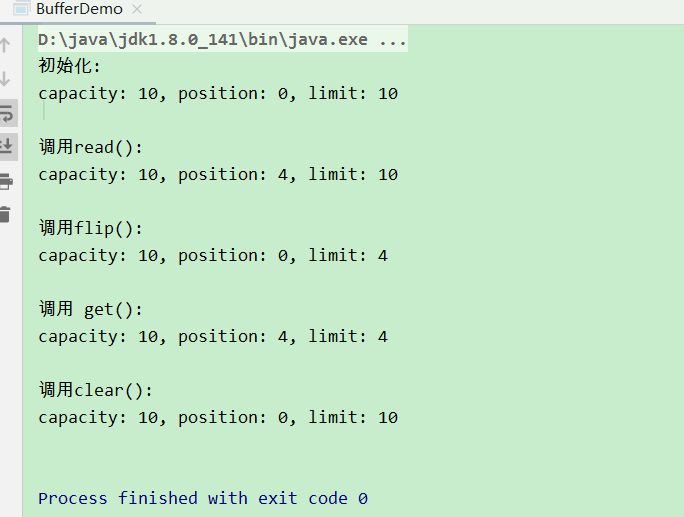 BufferDemo
D:\java\jdk1.8.0_141\bin\java.exe ...
初始化:
capacity: 10, position: 0, limit: 10
调用read():
capacity: 10, position: 4, limit: 10
调用flip():
capacity: 10, position: 0, limit: 4
调用 get():
capacity: 10, position: 4, limit: 4
调用clear():
capacity: 10, position: 0, limit: 10
Process finished with exit code 0